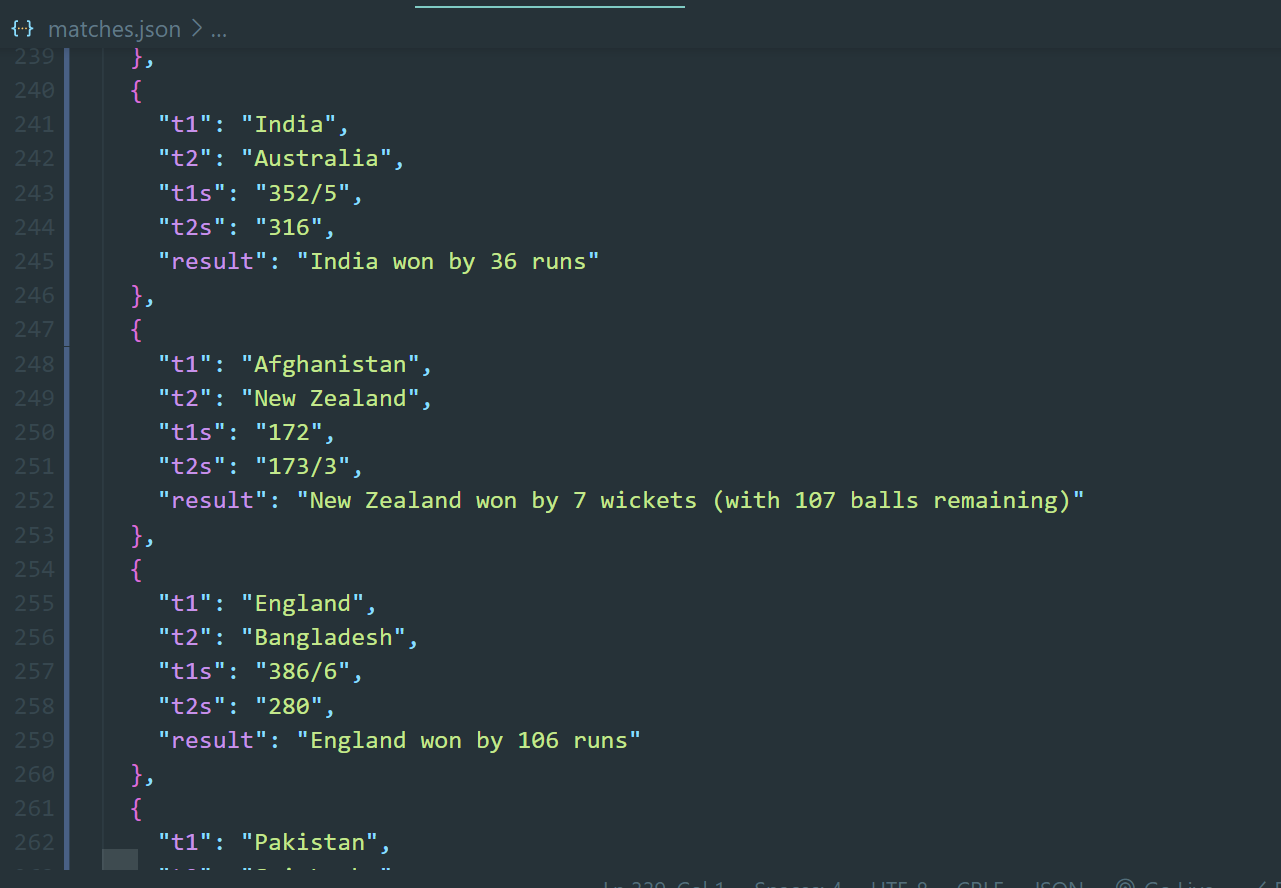 {··} matches.json > ...
239 },
240 {
241 "t1": "India",
242 "t2": "Australia",
243 "t1s": "352/5",
244 "t2s": "316",
245 "result": "India won by 36 runs"
246 },
247 {
248 "t1": "Afghanistan",
249 "t2": "New Zealand",
250 "t1s": "172",
251 "t2s": "173/3",
252 "result": "New Zealand won by 7 wickets (with 107 balls remaining)"
253 },
254 {
255 "t1": "England",
256 "t2": "Bangladesh",
257 "t1s": "386/6",
258 "t2s": "280",
259 "result": "England won by 106 runs"
260 },
261 {
262 "t1": "Pakistan",
Ln 239, Col 1 Spaces: 4 UTF-8 CRLF JSON Go Live